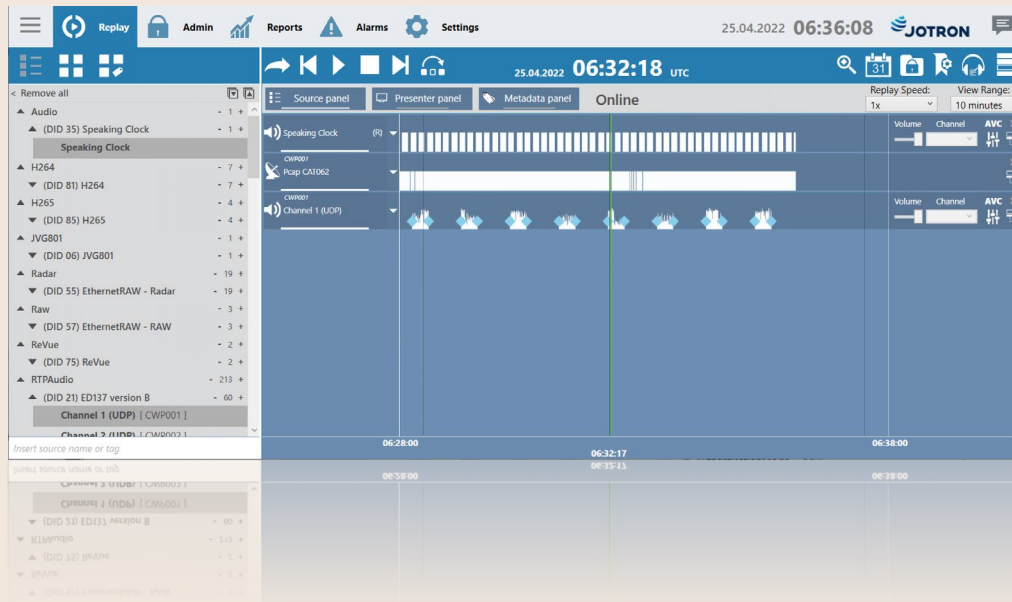 Replay
Admin
Reports
Alarms
Settings
25.04.2022 06:36:08
JOTRON
25.04.2022 06:32:18 UTC
31
< Remove all
Source panel
Presenter panel
Metadata panel
Online
Replay Speed:
View Range:
1x
10 minutes
Audio - 1 +
(DID 35) Speaking Clock - 1 +
Speaking Clock
H264 - 7 +
(DID 81) H264 - 7 +
H265 - 4 +
(DID 85) H265 - 4 +
JVG801 - 1 +
(DID 06) JVG801 - 1 +
Radar - 19 +
(DID 55) EthernetRAW - Radar - 19 +
Raw - 3 +
(DID 57) EthernetRAW - RAW - 3 +
ReVue - 2 +
(DID 75) ReVue - 2 +
RTPAudio - 213 +
(DID 21) ED137 version B - 60 +
Channel 1 (UDP) [ CWP001 ]
Channel 2 (UDP) [ CWP002 ]
Insert source name or tag
Speaking Clock (R)
Volume Channel AVC
CWP001
Pcap CAT062
CWP001
Channel 1 (UDP)
Volume Channel AVC
06:28:00
06:32:17
06:38:00